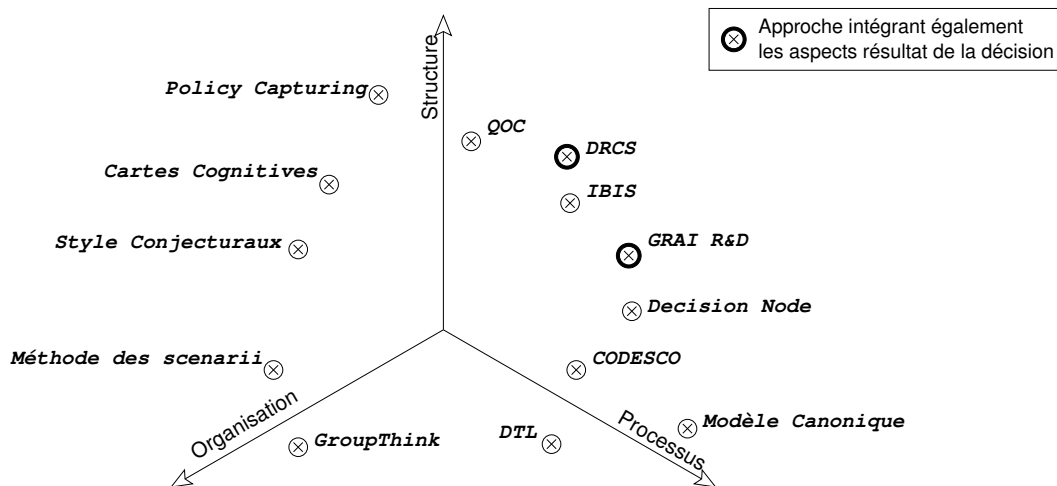 Approche intégrant également
les aspects résultat de la décision
Structure
Policy Capturing
QOC
DRCS
Cartes Cognitives
IBIS
Style Conjecturaux
GRAI R&D
Decision Node
Méthode des scenarii
CODESCO
Organisation
Processus
Modèle Canonique
GroupThink
DTL